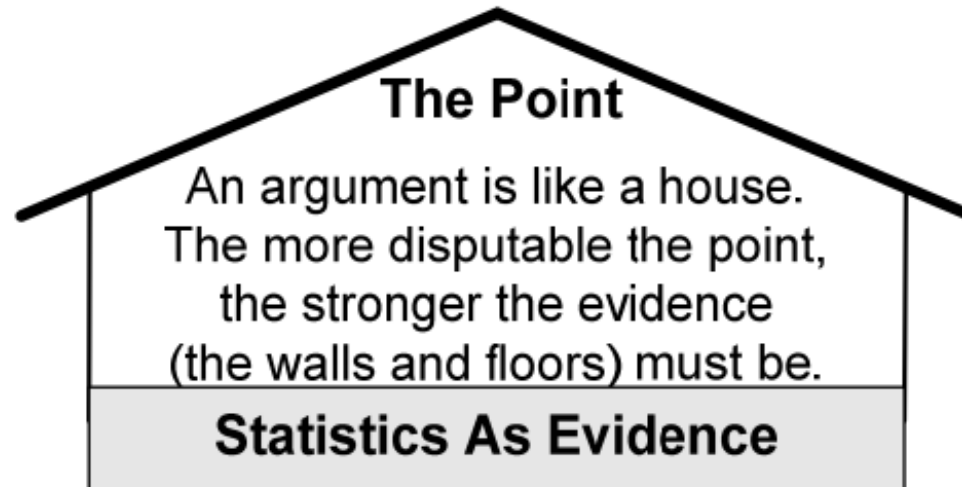 The Point
An argument is like a house.
The more disputable the point,
the stronger the evidence
(the walls and floors) must be.
Statistics As Evidence